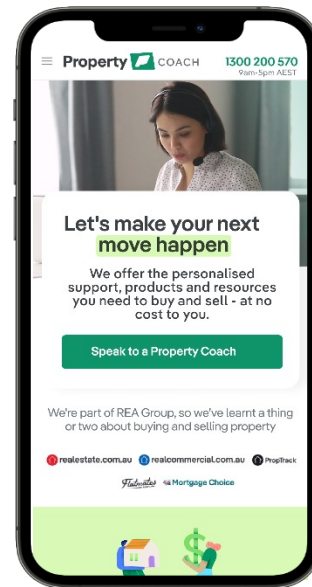 Property COACH
1300 200 570
9am-5pm AEST
Let's make your next
move happen
We offer the personalised
support, products and resources
you need to buy and sell - at no
cost to you.
Speak to a Property Coach
We're part of REA Group, so we've learnt a thing
or two about buying and selling property
realestate.com.au realcommercial.com.au PropTrack
Flatmates Mortgage Choice